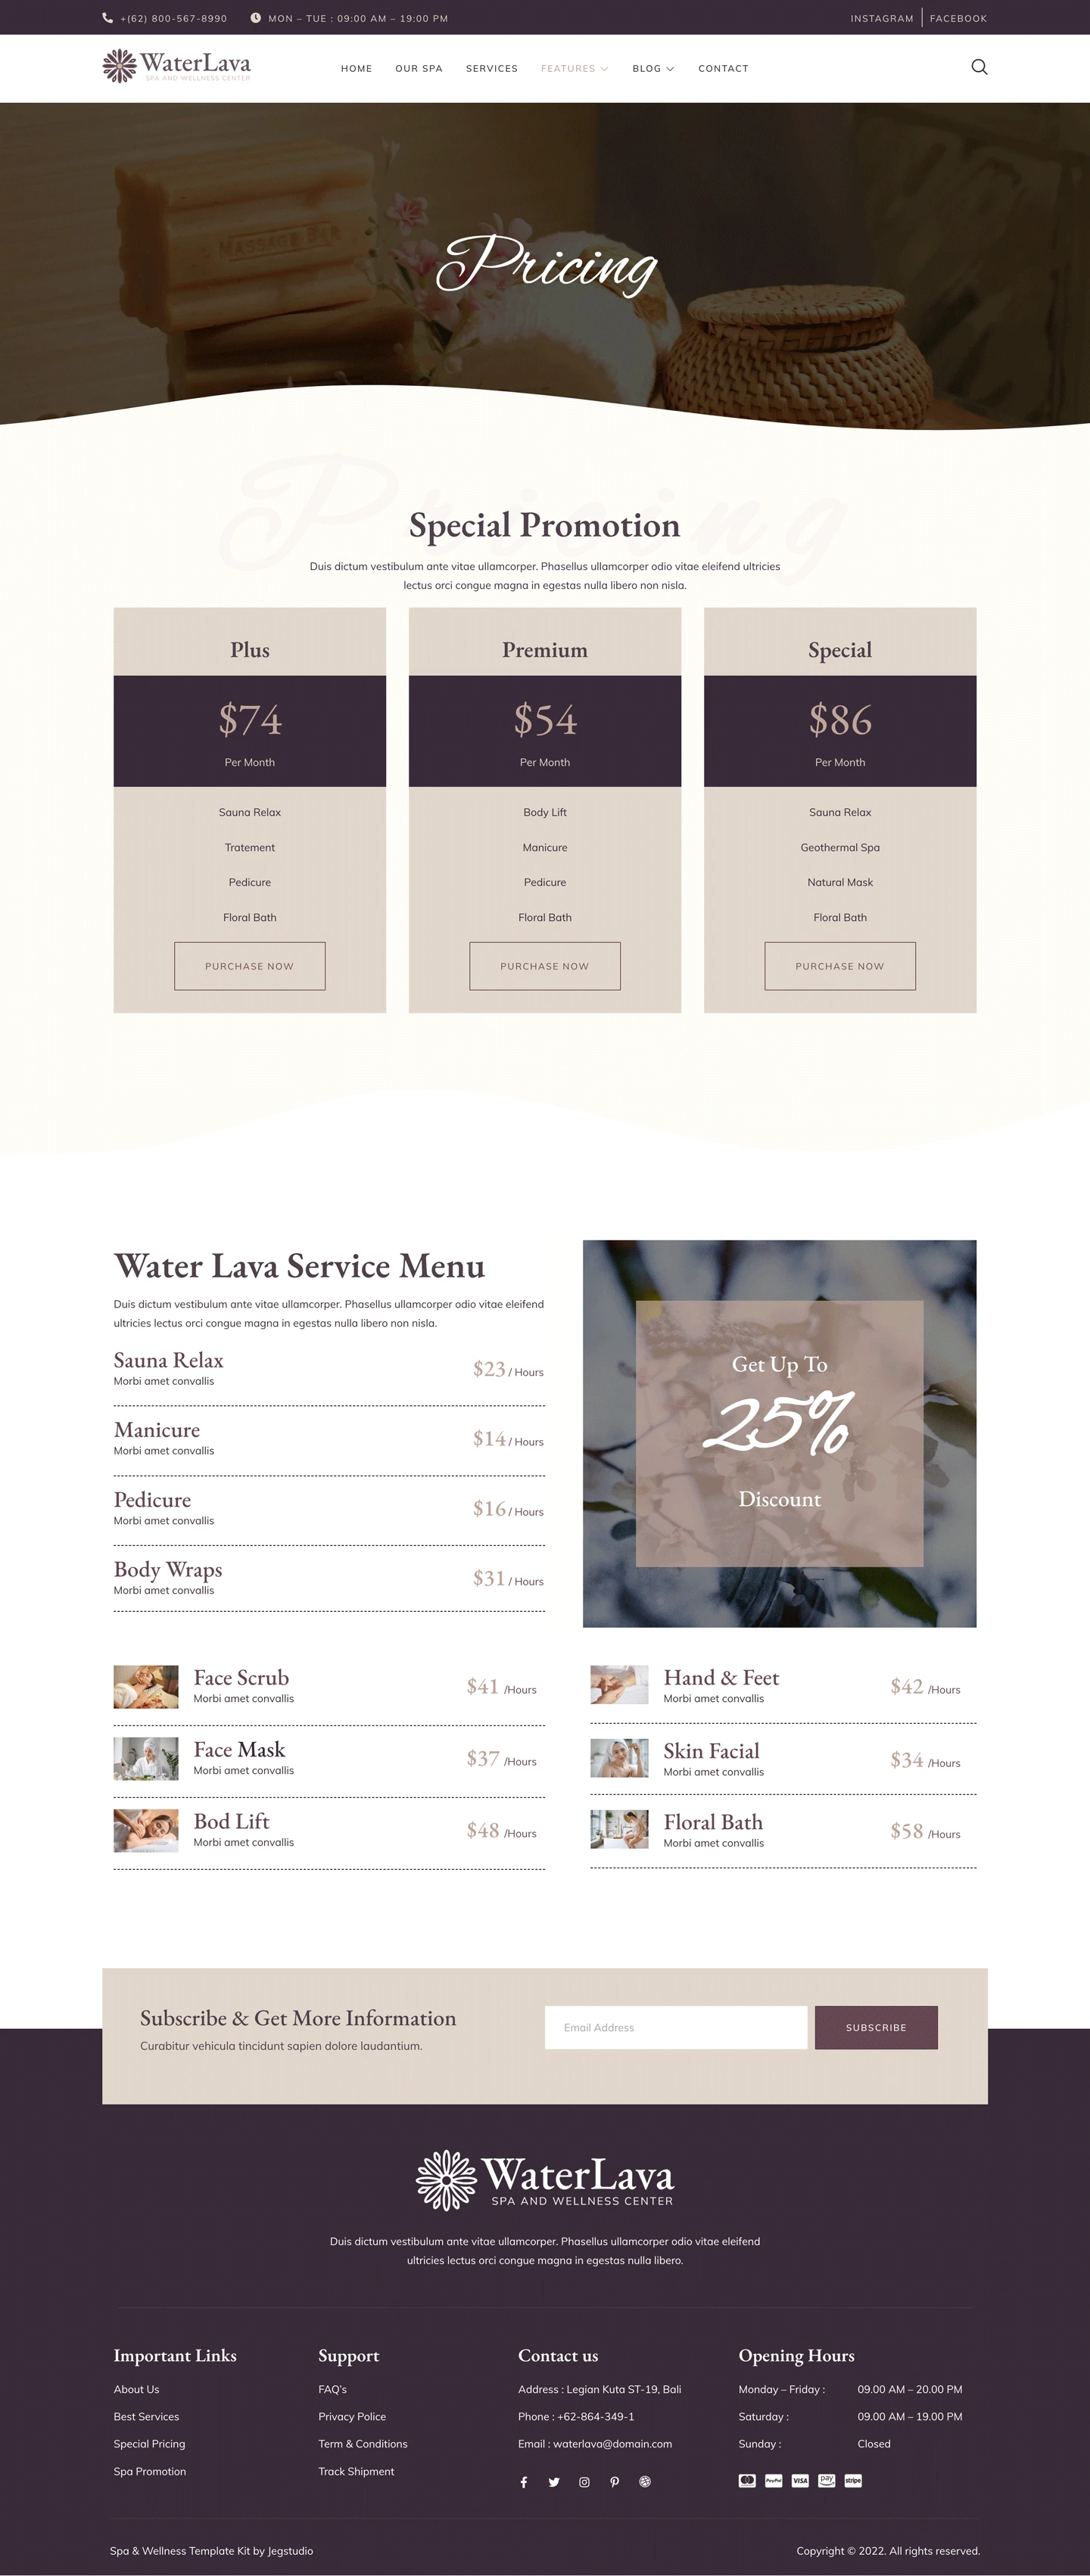 +(62) 800-567-8990 MON – TUE : 09:00 AM – 19:00 PM INSTAGRAM FACEBOOK
WaterLava
SPA AND WELLNESS CENTER
HOME OUR SPA SERVICES FEATURES BLOG CONTACT
MASSAGE BAR
Pricing
Pricing
Special Promotion
Duis dictum vestibulum ante vitae ullamcorper. Phasellus ullamcorper odio vitae eleifend ultricies
lectus orci congue magna in egestas nulla libero non nisla.
Plus
$74
Per Month
Sauna Relax
Tratement
Pedicure
Floral Bath
PURCHASE NOW
Premium
$54
Per Month
Body Lift
Manicure
Pedicure
Floral Bath
PURCHASE NOW
Special
$86
Per Month
Sauna Relax
Geothermal Spa
Natural Mask
Floral Bath
PURCHASE NOW
Water Lava Service Menu
Duis dictum vestibulum ante vitae ullamcorper. Phasellus ullamcorper odio vitae eleifend
ultricies lectus orci congue magna in egestas nulla libero non nisla.
Sauna Relax
Morbi amet convallis
$23 / Hours
Manicure
Morbi amet convallis
$14 / Hours
Pedicure
Morbi amet convallis
$16 / Hours
Body Wraps
Morbi amet convallis
$31 / Hours
Get Up To
25%
Discount
Face Scrub
Morbi amet convallis
$41 /Hours
Face Mask
Morbi amet convallis
$37 /Hours
Bod Lift
Morbi amet convallis
$48 /Hours
Hand & Feet
Morbi amet convallis
$42 /Hours
Skin Facial
Morbi amet convallis
$34 /Hours
Floral Bath
Morbi amet convallis
$58 /Hours
Subscribe & Get More Information
Curabitur vehicula tincidunt sapien dolore laudantium.
Email Address
SUBSCRIBE
WaterLava
SPA AND WELLNESS CENTER
Duis dictum vestibulum ante vitae ullamcorper. Phasellus ullamcorper odio vitae eleifend
ultricies lectus orci congue magna in egestas nulla libero.
Important Links
About Us
Best Services
Special Pricing
Spa Promotion
Support
FAQ's
Privacy Police
Term & Conditions
Track Shipment
Contact us
Address : Legian Kuta ST-19, Bali
Phone : +62-864-349-1
Email : waterlava@domain.com
Opening Hours
Monday – Friday : 09.00 AM – 20.00 PM
Saturday : 09.00 AM – 19.00 PM
Sunday : Closed
PayPal VISA pay stripe
Spa & Wellness Template Kit by Jegstudio
Copyright © 2022. All rights reserved.